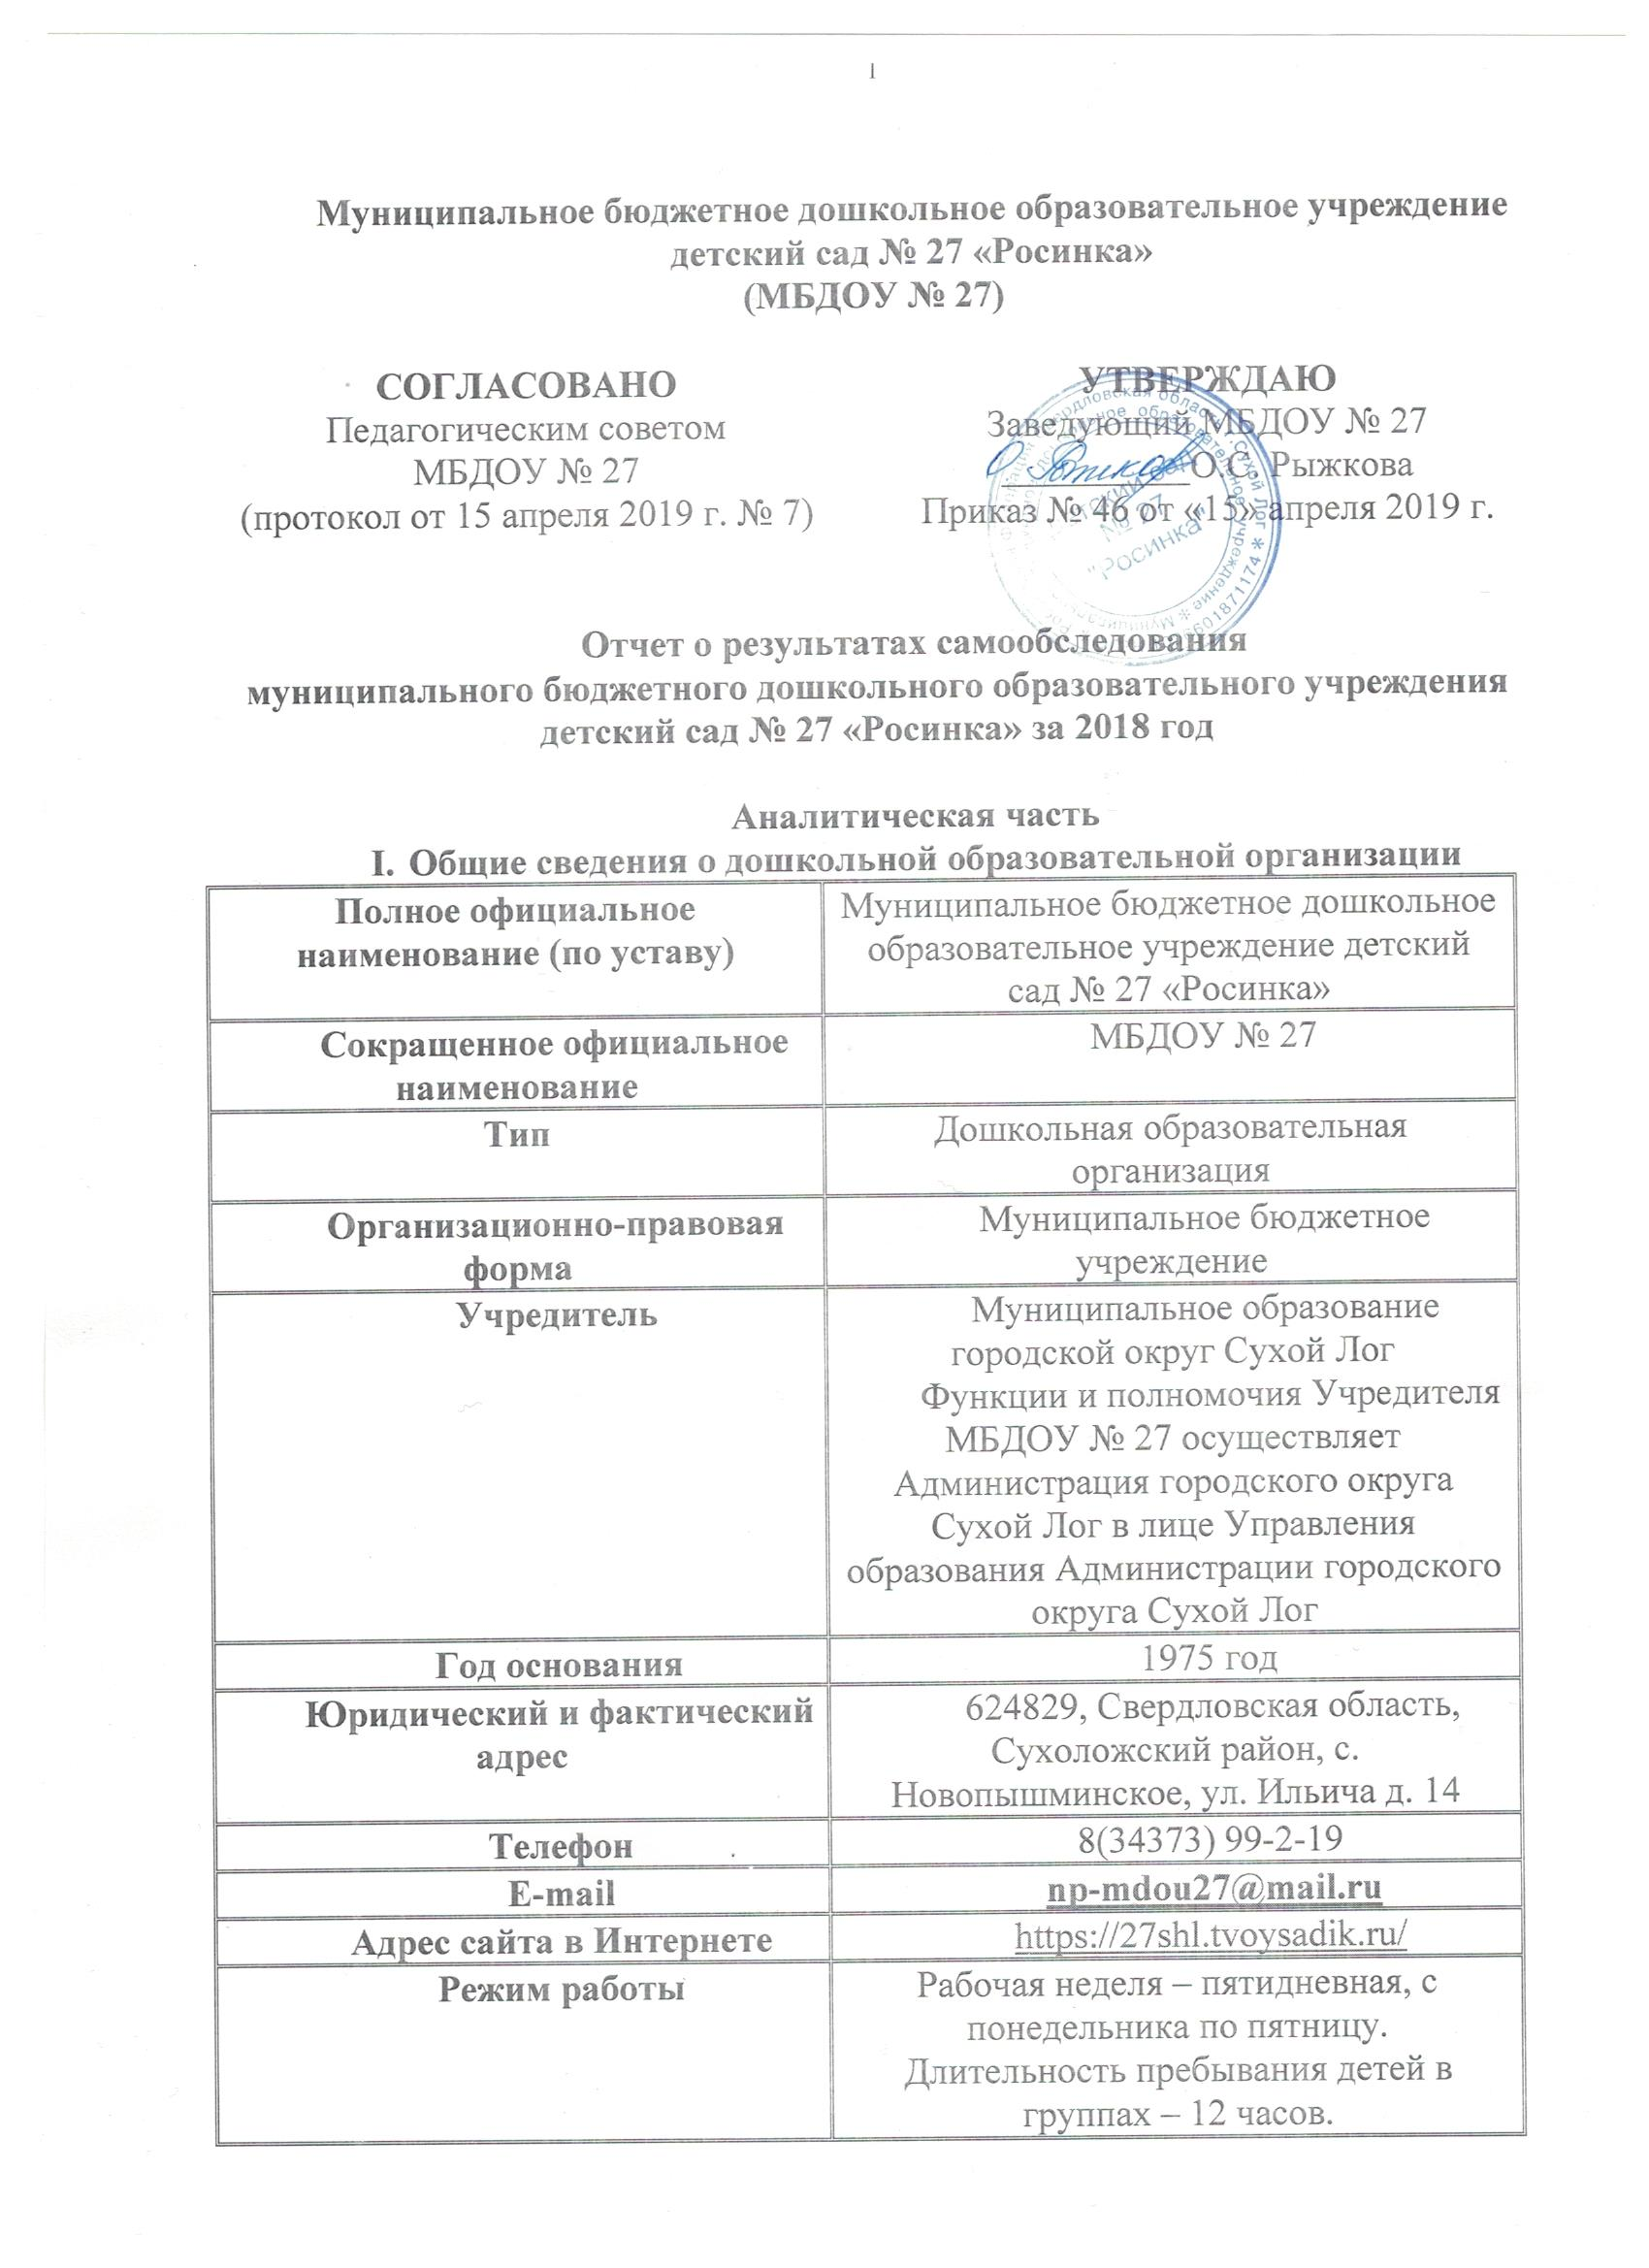 1
Муниципальное бюджетное дошкольное образовательное учреждение
детский сад № 27 «Росинка»
(МБДОУ № 27)
СОГЛАСОВАНО
Педагогическим советом
МБДОУ № 27
(протокол от 15 апреля 2019 г. № 7)
УТВЕРЖДАЮ
Заведующий МБДОУ № 27
О.С. Рыжкова
Приказ № 46 от «15» апреля 2019 г.
детский сад
№ 27
"Росинка"
Отчет о результатах самообследования
муниципального бюджетного дошкольного образовательного учреждения
детский сад № 27 «Росинка» за 2018 год
Аналитическая часть
I. Общие сведения о дошкольной образовательной организации
Полное официальное
наименование (по уставу)
Муниципальное бюджетное дошкольное
образовательное учреждение детский
сад № 27 «Росинка»
Сокращенное официальное
наименование
МБДОУ № 27
Тип
Дошкольная образовательная
организация
Организационно-правовая
форма
Муниципальное бюджетное
учреждение
Учредитель
Муниципальное образование
городской округ Сухой Лог
Функции и полномочия Учредителя
МБДОУ № 27 осуществляет
Администрация городского округа
Сухой Лог в лице Управления
образования Администрации городского
округа Сухой Лог
Год основания
1975 год
Юридический и фактический
адрес
624829, Свердловская область,
Сухоложский район, с.
Новопышминское, ул. Ильича д. 14
Телефон
8(34373) 99-2-19
E-mail
np-mdou27@mail.ru
Адрес сайта в Интернете
https://27shl.tvoysadik.ru/
Режим работы
Рабочая неделя – пятидневная, с
понедельника по пятницу.
Длительность пребывания детей в
группах – 12 часов.